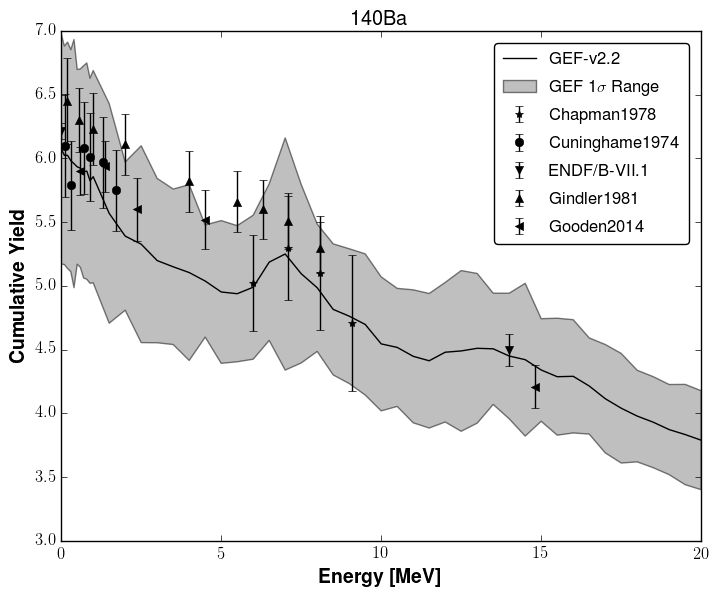 140Ba
7.0
6.5
6.0
5.5
5.0
4.5
4.0
3.5
3.0
Cumulative Yield
GEF-v2.2
GEF 1σ Range
Chapman1978
Cuninghame1974
ENDF/B-VII.1
Gindler1981
Gooden2014
0 5 10 15 20
Energy [MeV]